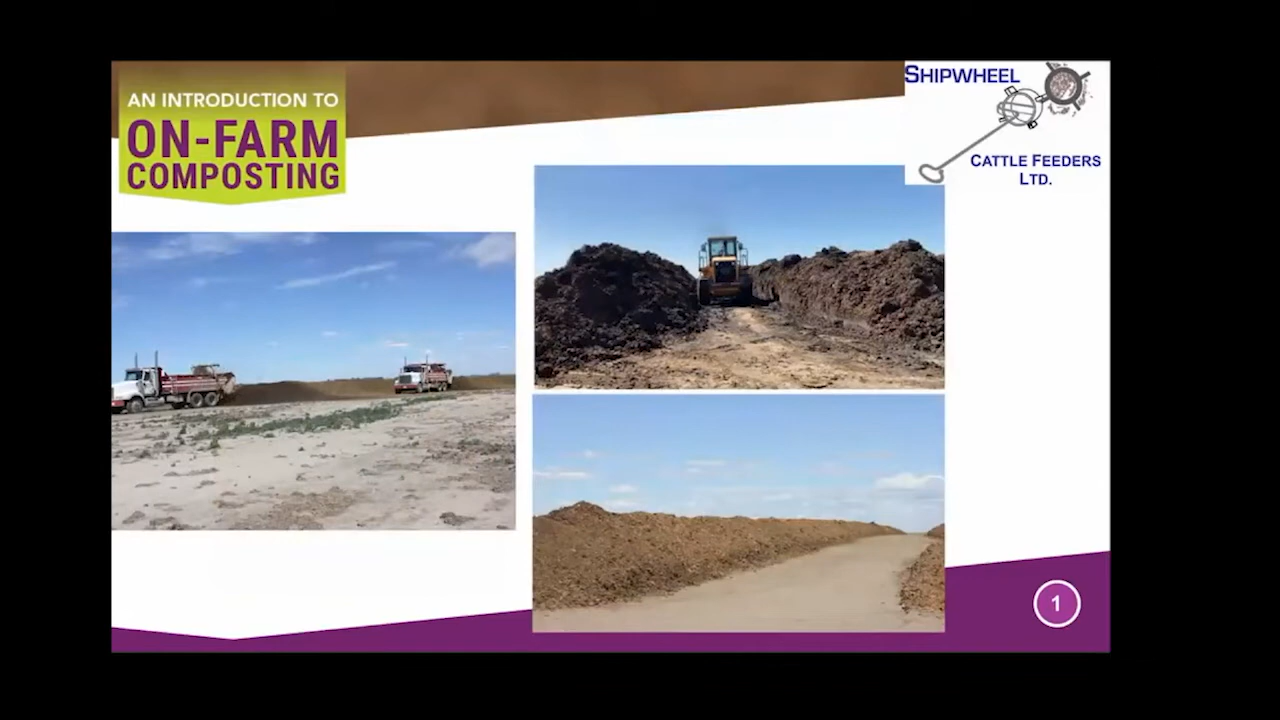 AN INTRODUCTION TO
ON-FARM
COMPOSTING
SHIPWHEEL
CATTLE FEEDERS
LTD.
1